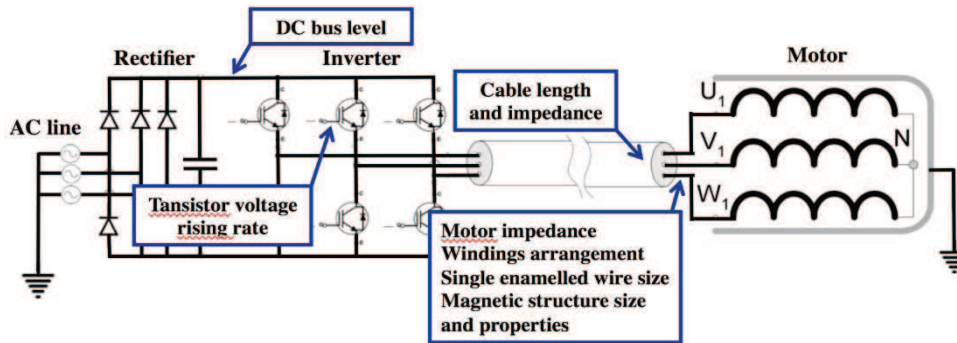 DC bus level
Rectifier
Inverter
Motor
Cable length
and impedance
U1
AC line
V1
N
W1
Tansistor voltage
rising rate
Motor impedance
Windings arrangement
Single enamelled wire size
Magnetic structure size
and properties